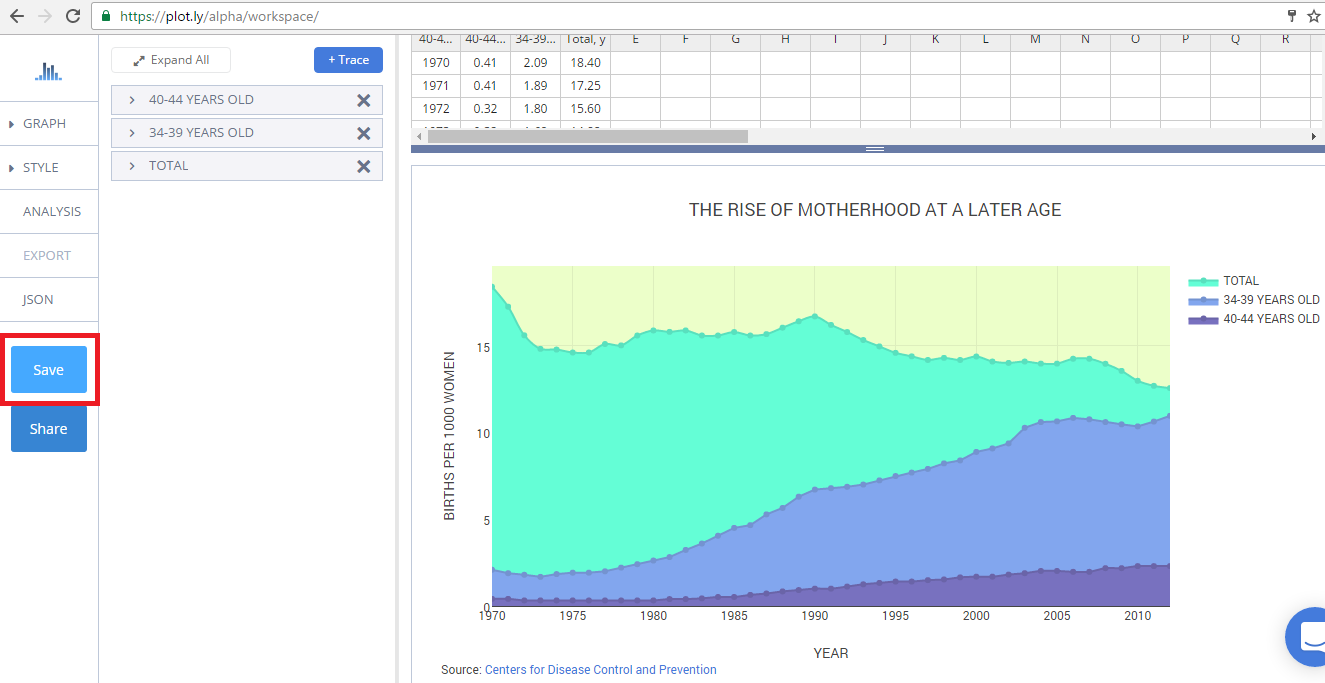 https://plot.ly/alpha/workspace/
Expand All
+ Trace
40-44 YEARS OLD
34-39 YEARS OLD
TOTAL
GRAPH
STYLE
ANALYSIS
EXPORT
JSON
Save
Share
40-4... 40-44... 34-39... Total, y E F G H I J K L M N O P Q R
1970 0.41 2.09 18.40
1971 0.41 1.89 17.25
1972 0.32 1.80 15.60
THE RISE OF MOTHERHOOD AT A LATER AGE
TOTAL
34-39 YEARS OLD
40-44 YEARS OLD
BIRTHS PER 1000 WOMEN
15
10
5
0
1970 1975 1980 1985 1990 1995 2000 2005 2010
YEAR
Source: Centers for Disease Control and Prevention